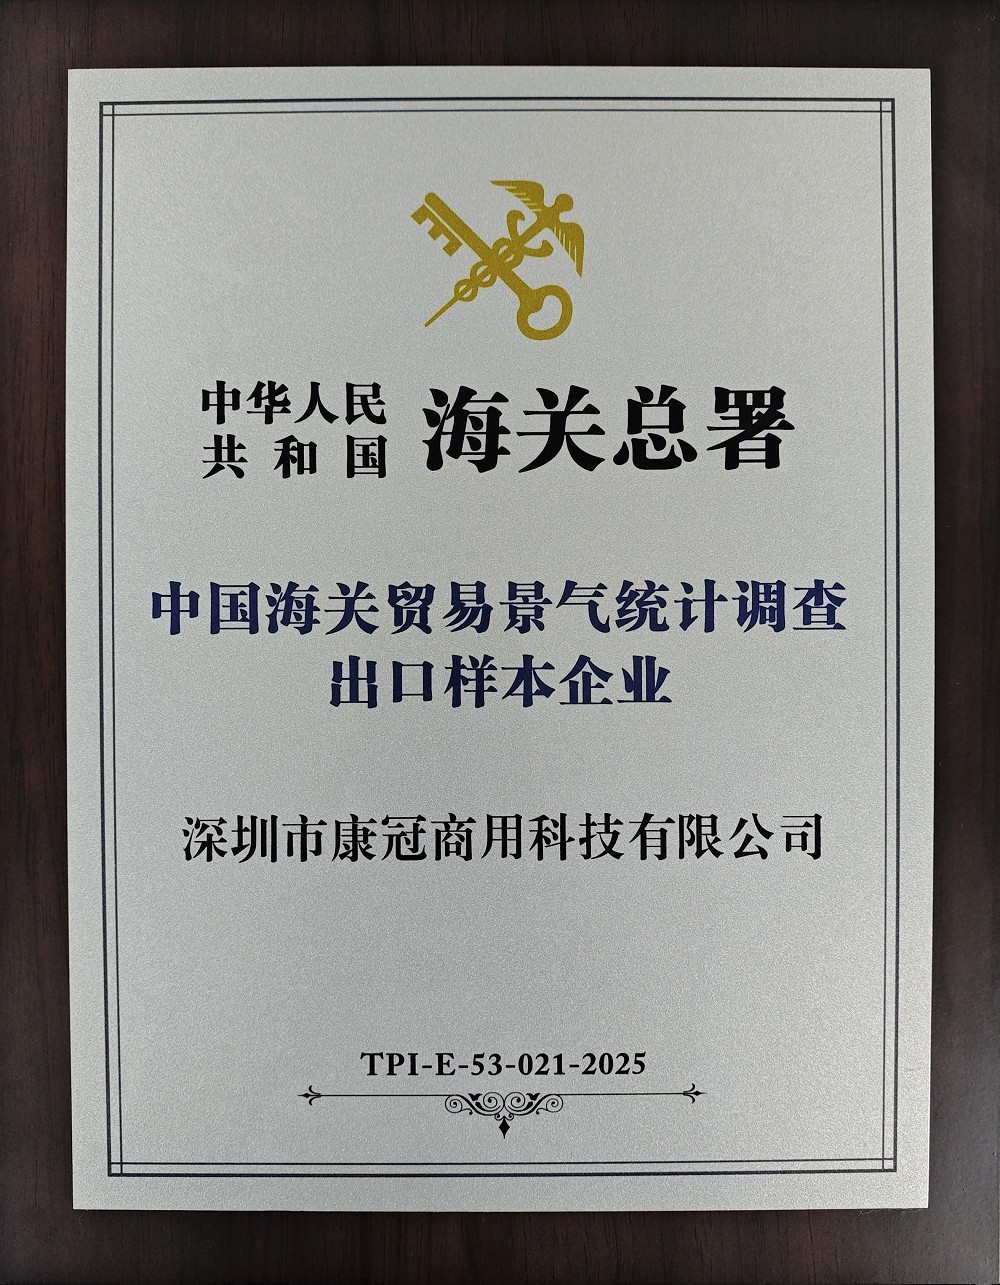 中华人民
共和国
海关总署
中国海关贸易景气统计调查
出口样本企业
深圳市康冠商用科技有限公司
TPI-E-53-021-2025